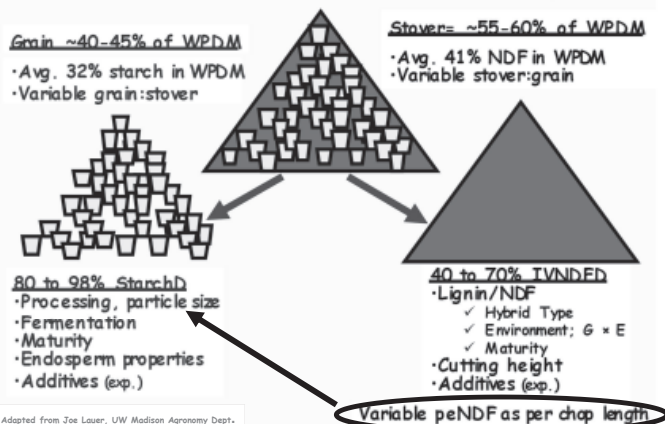 Grain ~40-45% of WPDM
·Avg. 32% starch in WPDM
·Variable grain:stover
Stover= ~55-60% of WPDM
·Avg. 41% NDF in WPDM
·Variable stover:grain
80 to 98% StarchD
·Processing, particle size
·Fermentation
·Maturity
·Endosperm properties
·Additives (exp.)
40 to 70% IVNDFD
·Lignin/NDF
✓ Hybrid Type
✓ Environment; G × E
✓ Maturity
·Cutting height
·Additives (exp.)
Variable peNDF as per chop length
Adapted from Joe Lauer, UW Madison Agronomy Dept.